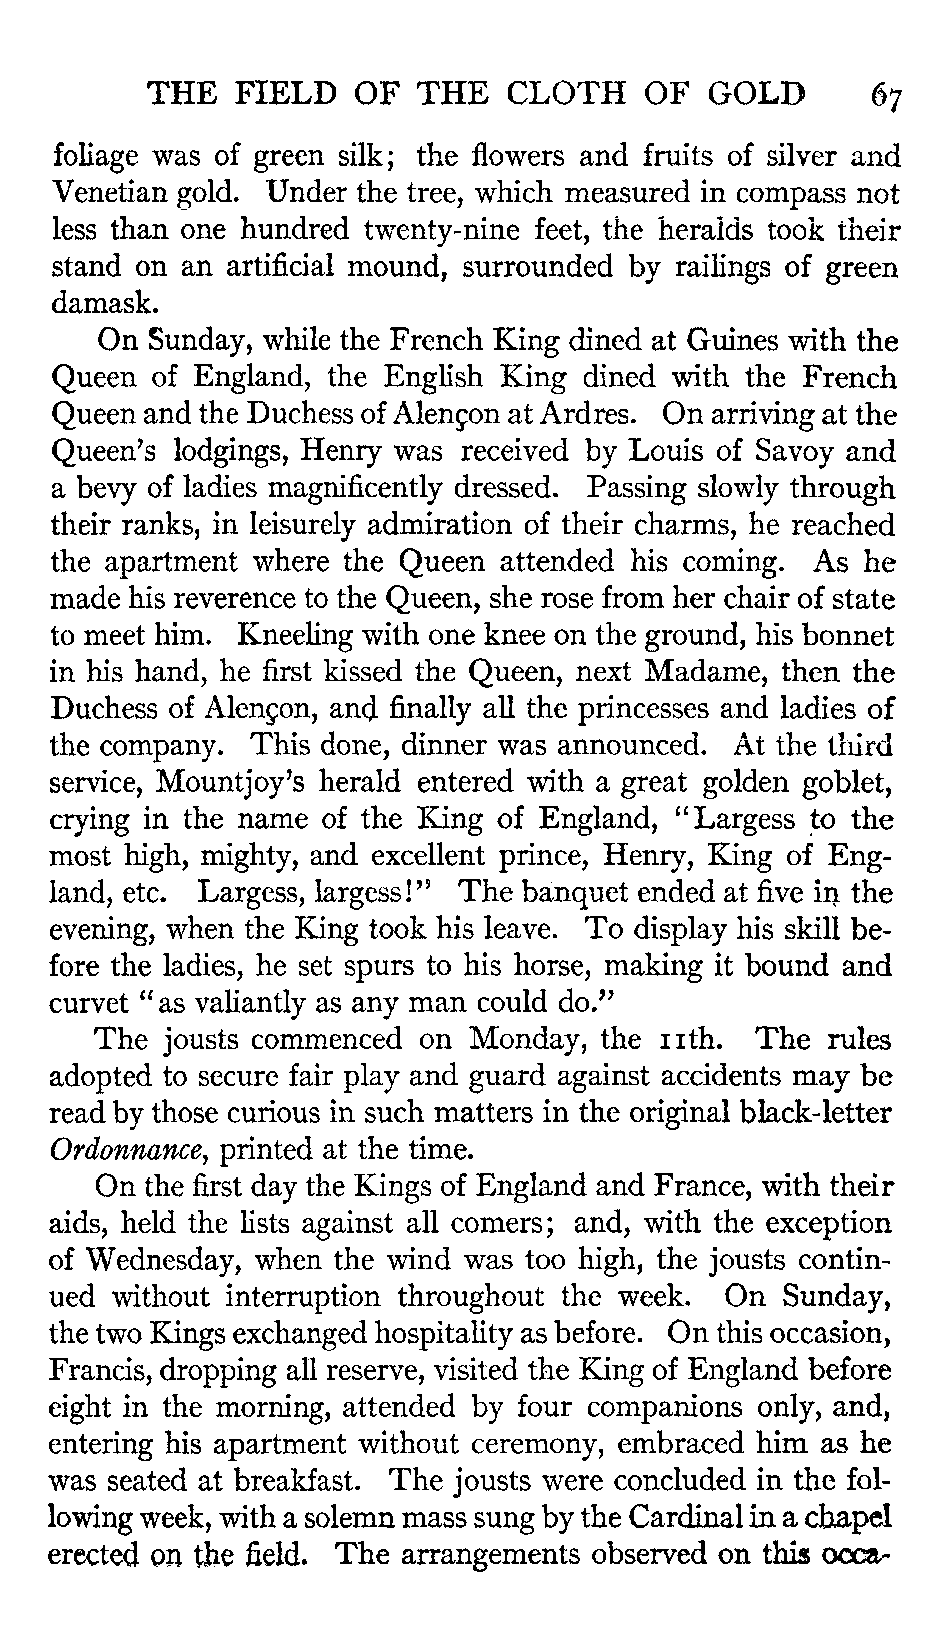 THE FIELD OF THE CLOTH OF GOLD 67
foliage was of green silk; the flowers and fruits of silver and
Venetian gold. Under the tree, which measured in compass not
less than one hundred twenty-nine feet, the heralds took their
stand on an artificial mound, surrounded by railings of green
damask.
On Sunday, while the French King dined at Guines with the
Queen of England, the English King dined with the French
Queen and the Duchess of Alençon at Ardres. On arriving at the
Queen's lodgings, Henry was received by Louis of Savoy and
a bevy of ladies magnificently dressed. Passing slowly through
their ranks, in leisurely admiration of their charms, he reached
the apartment where the Queen attended his coming. As he
made his reverence to the Queen, she rose from her chair of state
to meet him. Kneeling with one knee on the ground, his bonnet
in his hand, he first kissed the Queen, next Madame, then the
Duchess of Alençon, and finally all the princesses and ladies of
the company. This done, dinner was announced. At the third
service, Mountjoy's herald entered with a great golden goblet,
crying in the name of the King of England, "Largess to the
most high, mighty, and excellent prince, Henry, King of Eng-
land, etc. Largess, largess!" The banquet ended at five in the
evening, when the King took his leave. To display his skill be-
fore the ladies, he set spurs to his horse, making it bound and
curvet "as valiantly as any man could do."
The jousts commenced on Monday, the 11th. The rules
adopted to secure fair play and guard against accidents may be
read by those curious in such matters in the original black-letter
Ordonnance, printed at the time.
On the first day the Kings of England and France, with their
aids, held the lists against all comers; and, with the exception
of Wednesday, when the wind was too high, the jousts contin-
ued without interruption throughout the week. On Sunday,
the two Kings exchanged hospitality as before. On this occasion,
Francis, dropping all reserve, visited the King of England before
eight in the morning, attended by four companions only, and,
entering his apartment without ceremony, embraced him as he
was seated at breakfast. The jousts were concluded in the fol-
lowing week, with a solemn mass sung by the Cardinal in a chapel
erected on the field. The arrangements observed on this occa-